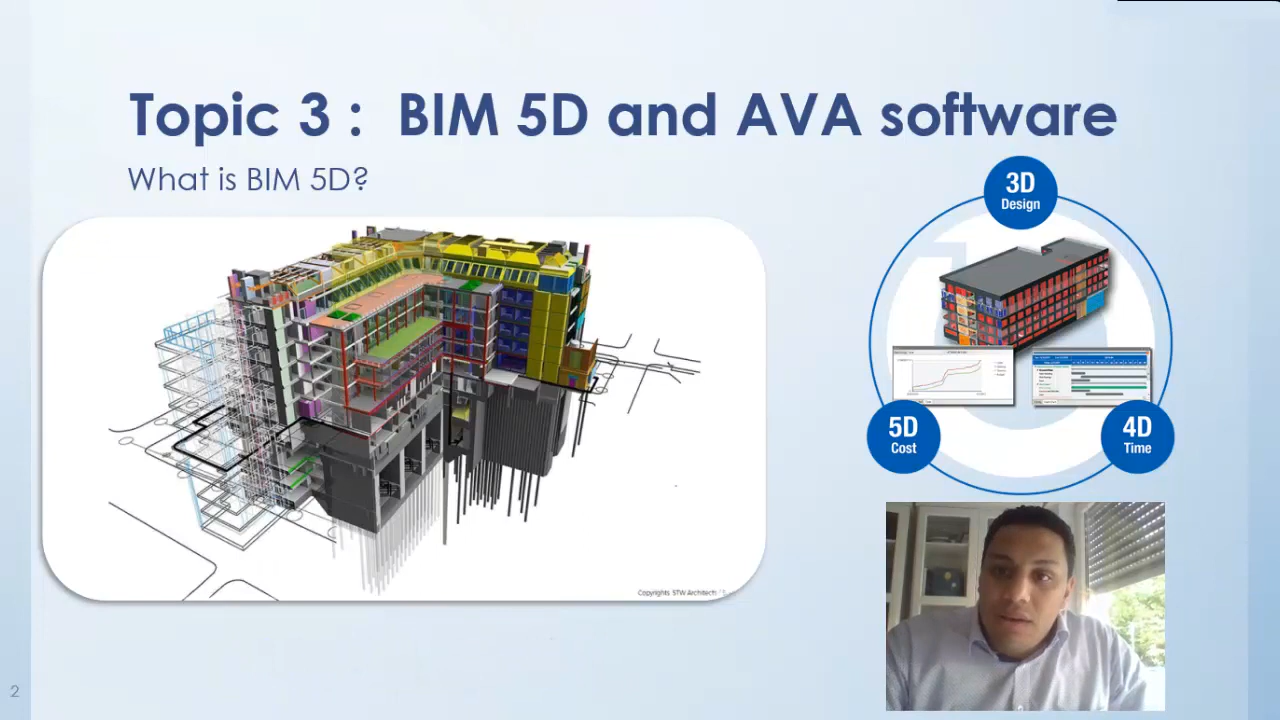 Topic 3 : BIM 5D and AVA software
What is BIM 5D?
3D
Design
5D
Cost
4D
Time
Copyrights STW Architech
2